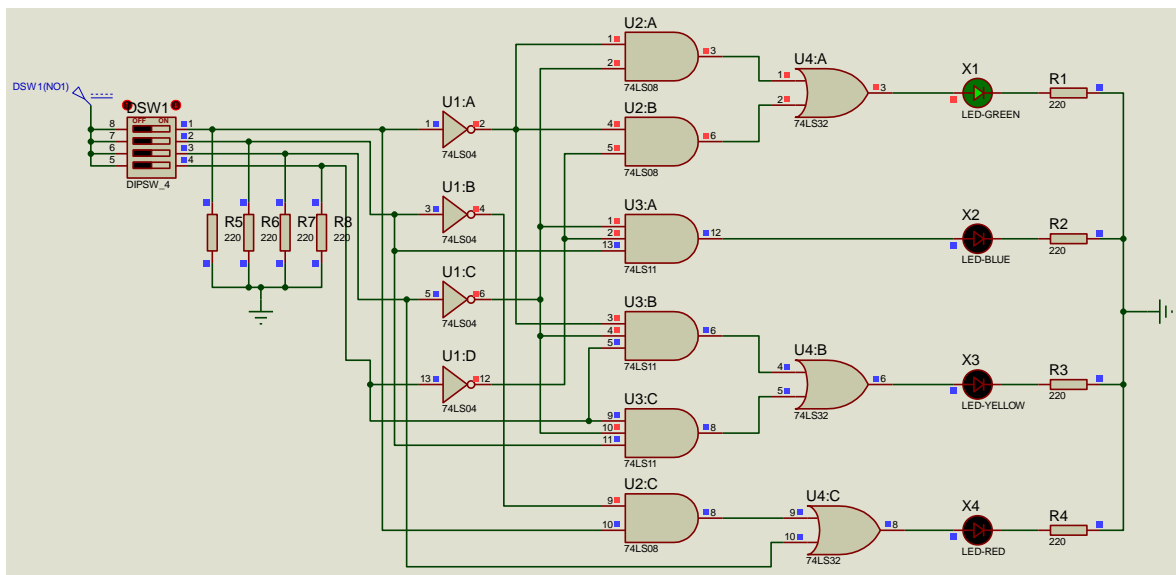 DSW1(NO1)
DSW1
OFF ON
8 1
7 2
6 3
5 4
DIPSW_4
R5
220
R6
220
R7
220
R8
220
U1:A
1 2
74LS04
U1:B
3 4
74LS04
U1:C
5 6
74LS04
U1:D
13 12
74LS04
U2:A
1
2
3
74LS08
U2:B
4
5
6
74LS08
U3:A
1
2
13
12
74LS11
U3:B
3
4
5
6
74LS11
U3:C
9
10
11
8
74LS11
U2:C
9
10
8
74LS08
U4:A
1
2
3
74LS32
U4:B
4
5
6
74LS32
U4:C
9
10
8
74LS32
X1
LED-GREEN
R1
220
X2
LED-BLUE
R2
220
X3
LED-YELLOW
R3
220
X4
LED-RED
R4
220